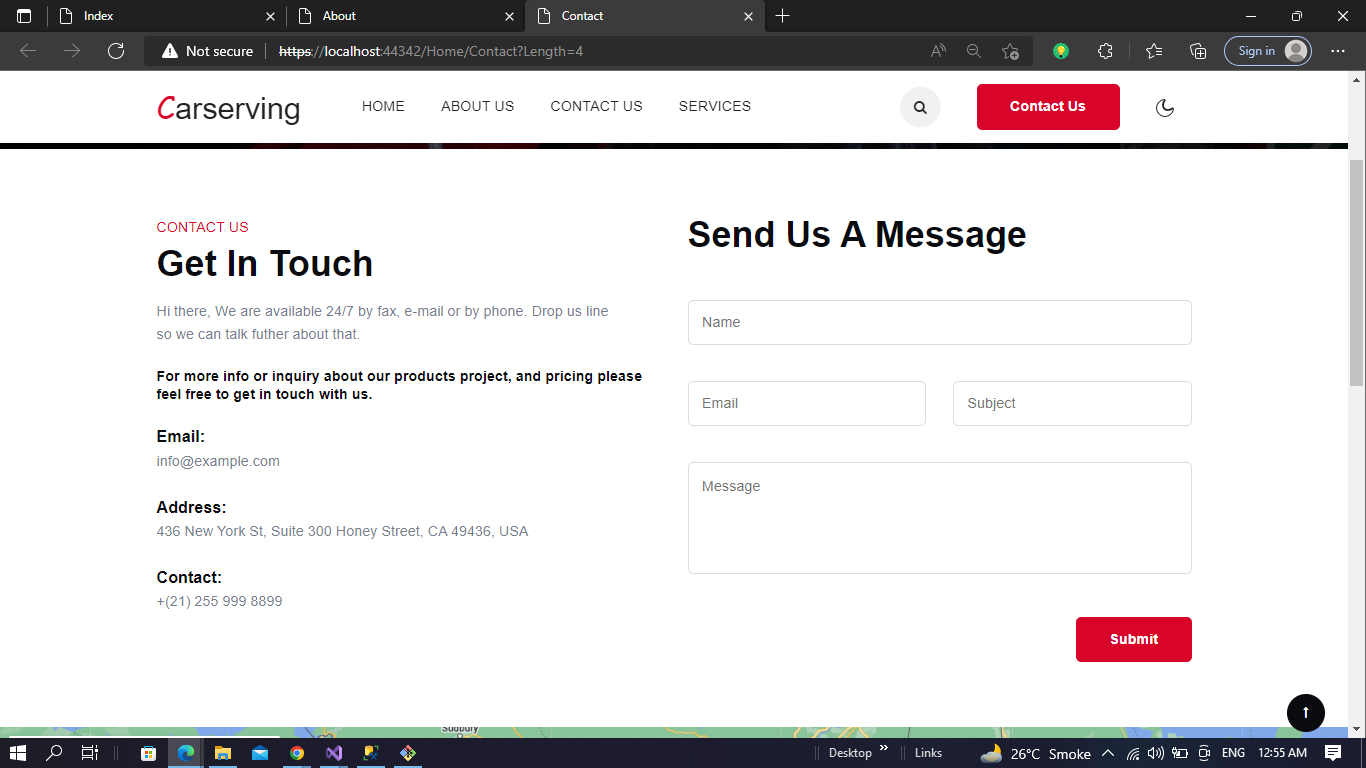 Index
About
Contact
Not secure
https://localhost:44342/Home/Contact?Length=4
Sign in
Carserving
HOME
ABOUT US
CONTACT US
SERVICES
Contact Us
CONTACT US
Get In Touch
Hi there, We are available 24/7 by fax, e-mail or by phone. Drop us line
so we can talk futher about that.
For more info or inquiry about our products project, and pricing please
feel free to get in touch with us.
Email:
info@example.com
Address:
436 New York St, Suite 300 Honey Street, CA 49436, USA
Contact:
+(21) 255 999 8899
Send Us A Message
Name
Email
Subject
Message
Submit
Sudbury
Desktop
Links
26°C Smoke
ENG
12:55 AM